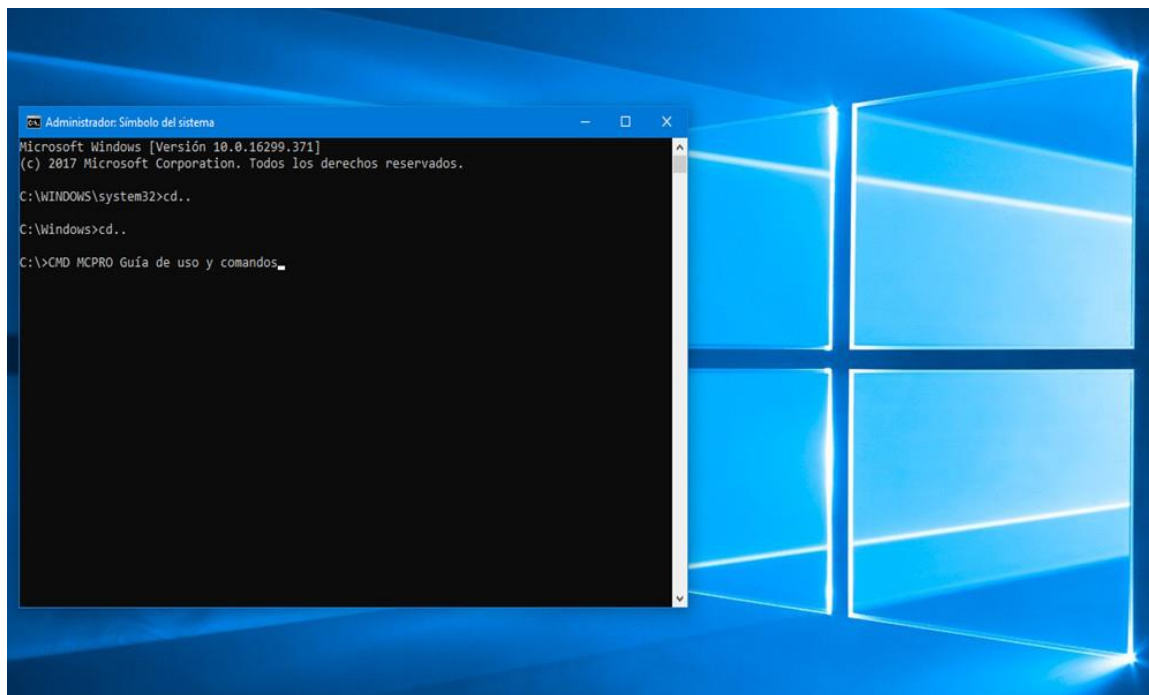 Administrador: Símbolo del sistema
Microsoft Windows [Versión 10.0.16299.371]
(c) 2017 Microsoft Corporation. Todos los derechos reservados.
C:\WINDOWS\system32>cd..
C:\Windows>cd..
C:\>CMD MCPRO Guía de uso y comandos